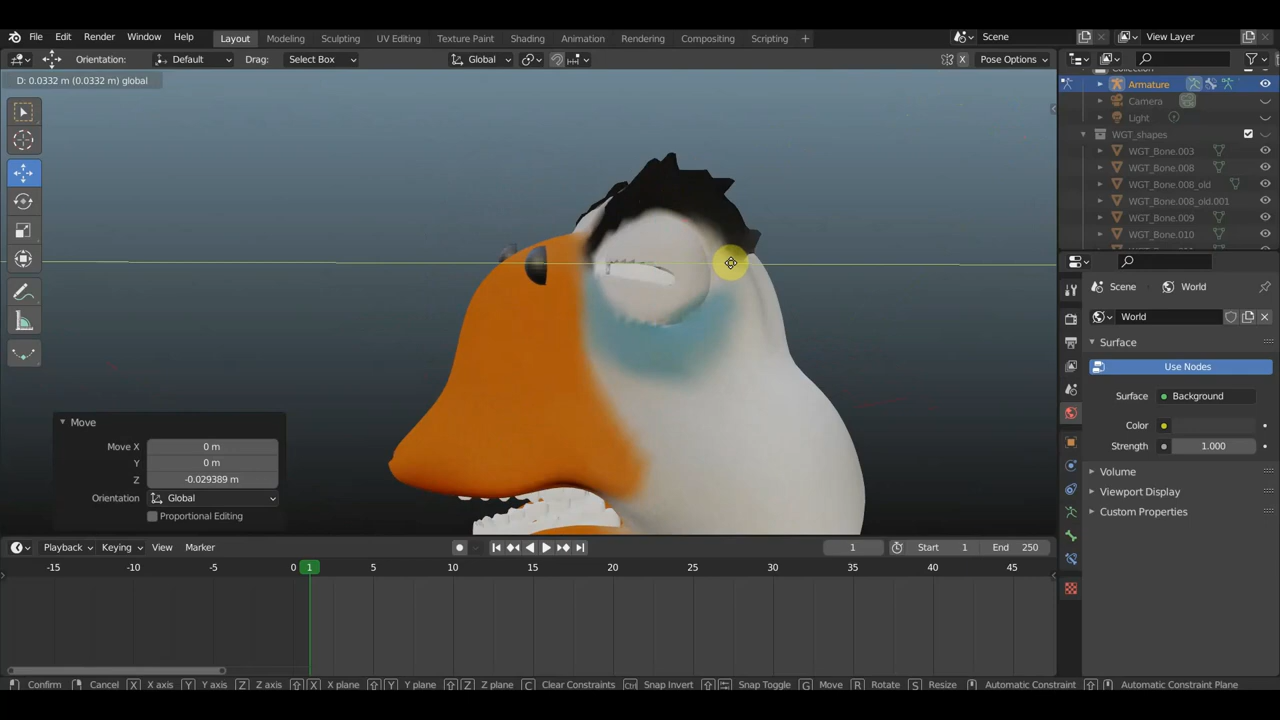 File Edit Render Window Help Layout Modeling Sculpting UV Editing Texture Paint Shading Animation Rendering Compositing Scripting + Scene View Layer
Orientation: Default Drag: Select Box Global X Pose Options
D: 0.0332 m (0.0332 m) global
Armature
Camera
Light
WGT_shapes
WGT_Bone.003
WGT_Bone.008
WGT_Bone.008_old
WGT_Bone.008_old.001
WGT_Bone.009
WGT_Bone.010
Scene World
World
Surface
Use Nodes
Surface Background
Color
Strength 1.000
Volume
Viewport Display
Custom Properties
Move
Move X 0 m
Y 0 m
Z -0.029389 m
Orientation Global
Proportional Editing
Playback Keying View Marker 1 Start 1 End 250
-15 -10 -5 0 1 5 10 15 20 25 30 35 40 45
Confirm Cancel X X axis Y Y axis Z Z axis X X plane Y Y plane Z Z plane C Clear Constraints Ctrl Snap Invert Snap Toggle G Move R Rotate S Resize Automatic Constraint Automatic Constraint Plane